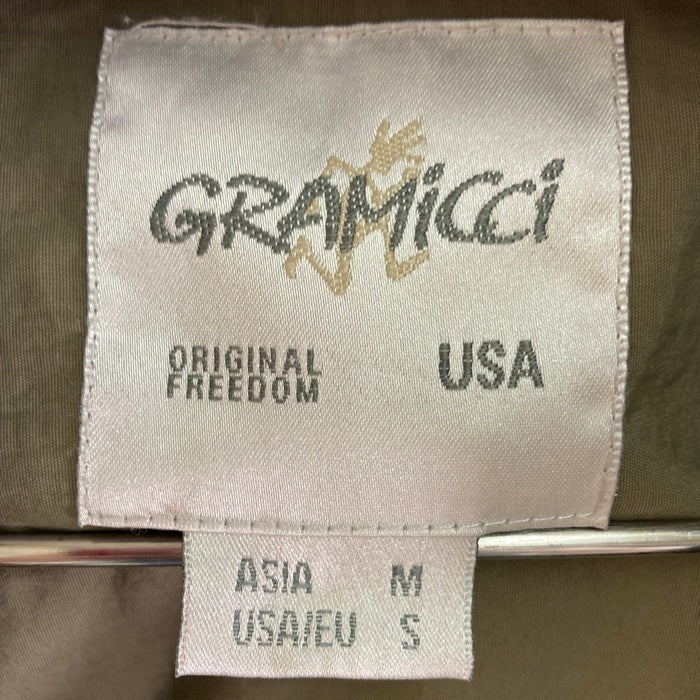 GRAMiCCi
ORIGINAL
FREEDOM
USA
ASIA M
USA/EU S